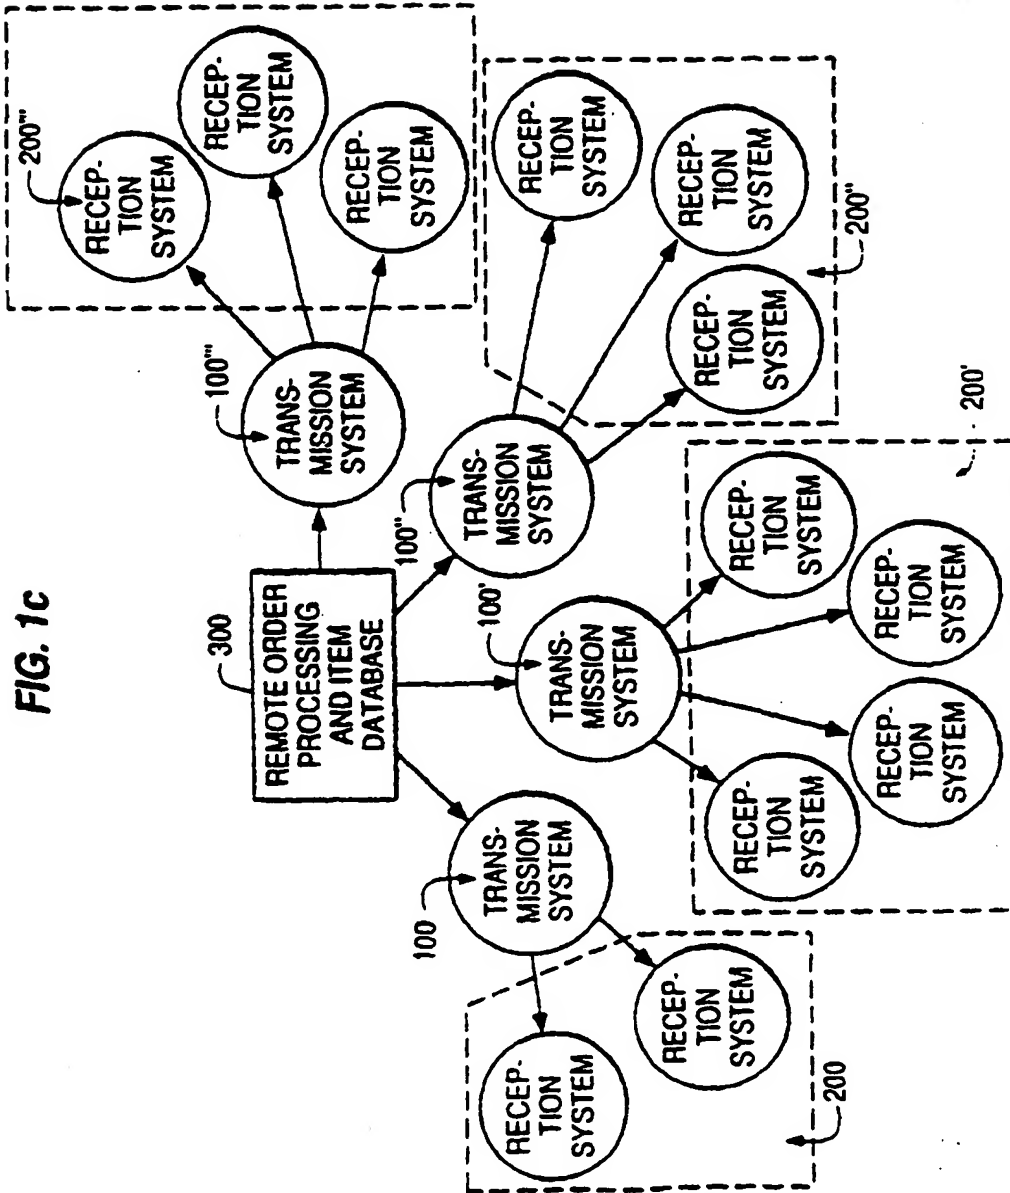 FIG. 1c
300
REMOTE ORDER
PROCESSING
AND ITEM
DATABASE
100
TRANS-
MISSION
SYSTEM
100'
TRANS-
MISSION
SYSTEM
100''
TRANS-
MISSION
SYSTEM
100'''
TRANS-
MISSION
SYSTEM
RECEP-
TION
SYSTEM
RECEP-
TION
SYSTEM
200
RECEP-
TION
SYSTEM
RECEP-
TION
SYSTEM
RECEP-
TION
SYSTEM
RECEP-
TION
SYSTEM
200'
RECEP-
TION
SYSTEM
RECEP-
TION
SYSTEM
RECEP-
TION
SYSTEM
200''
200'''
RECEP-
TION
SYSTEM
RECEP-
TION
SYSTEM
RECEP-
TION
SYSTEM